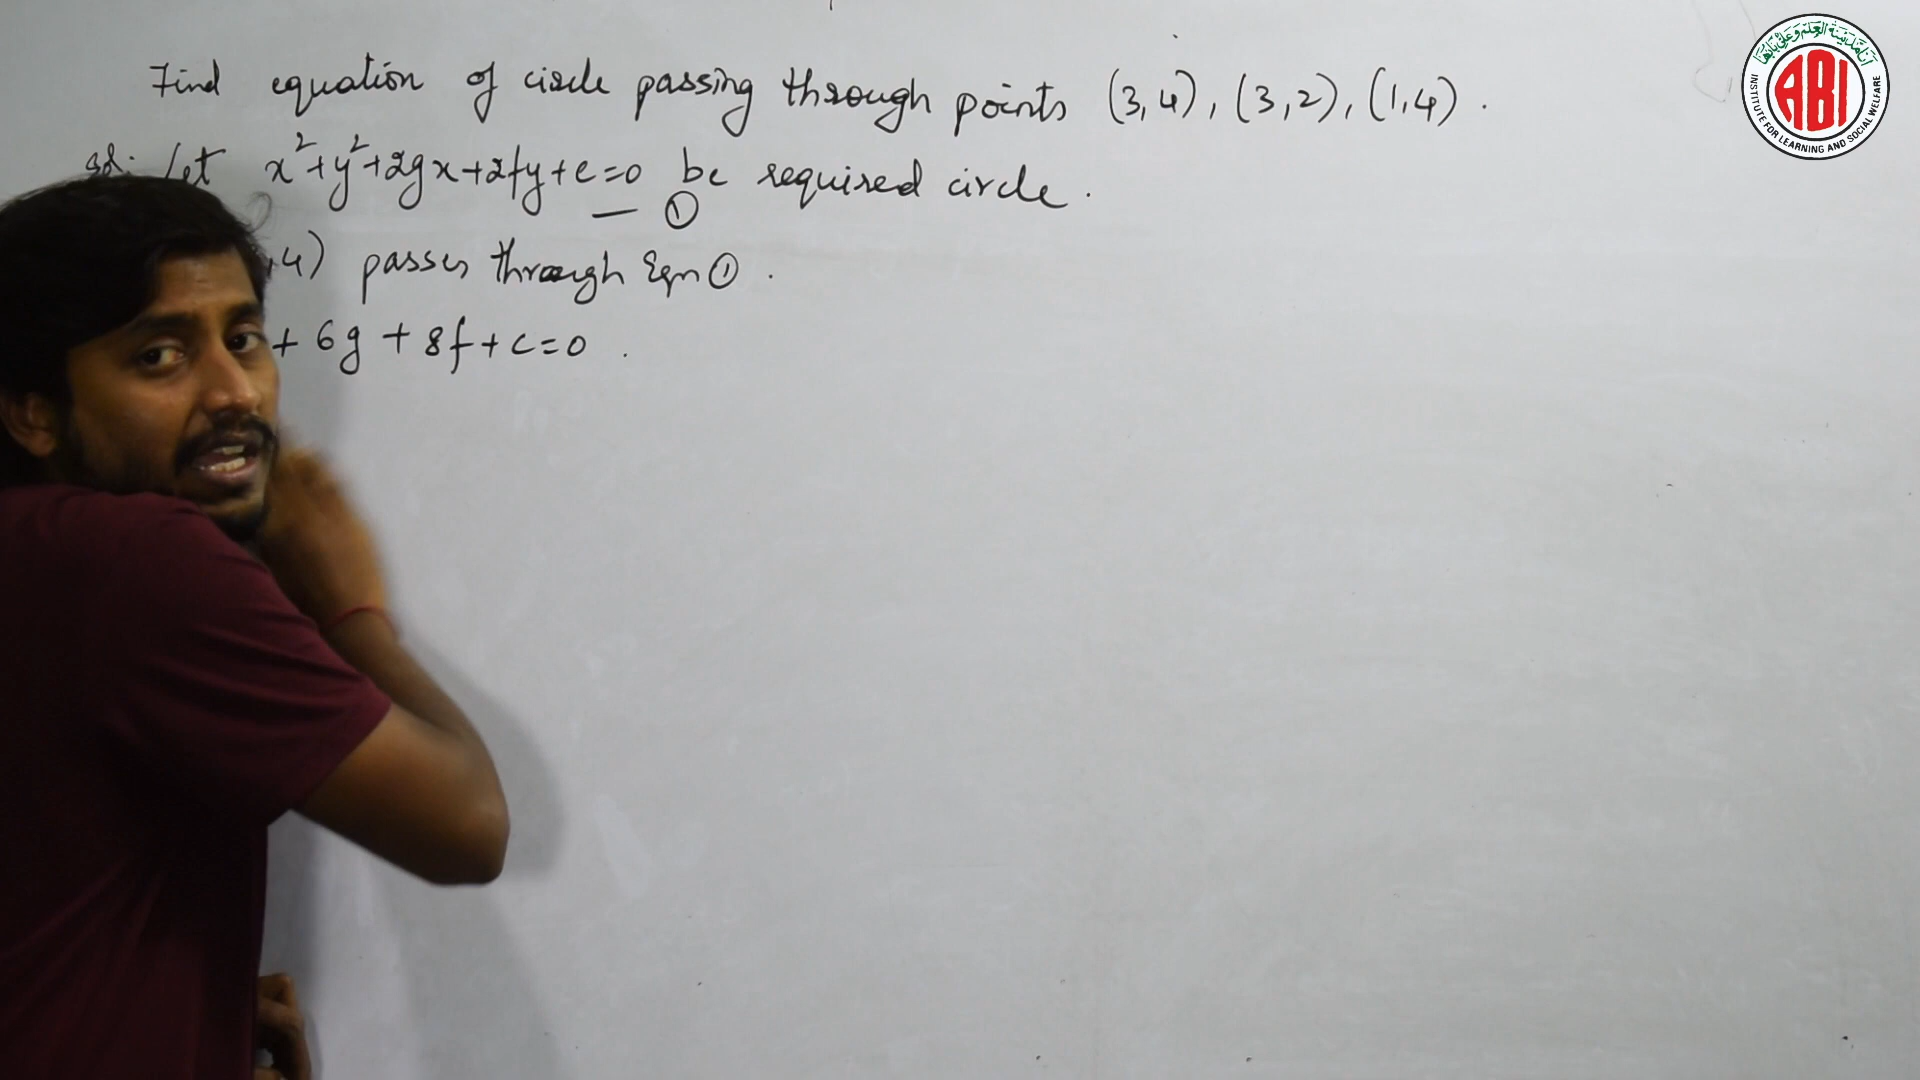 Find equation of circle passing through points (3,4), (3,2), (1,4).
Sol: Let x²+y²+2gx+2fy+c=0 be required circle.
— ①
,4) passes through Eqn ①.
+ 6g + 8f + c = 0.
ABI
INSTITUTE FOR LEARNING AND SOCIAL WELFARE